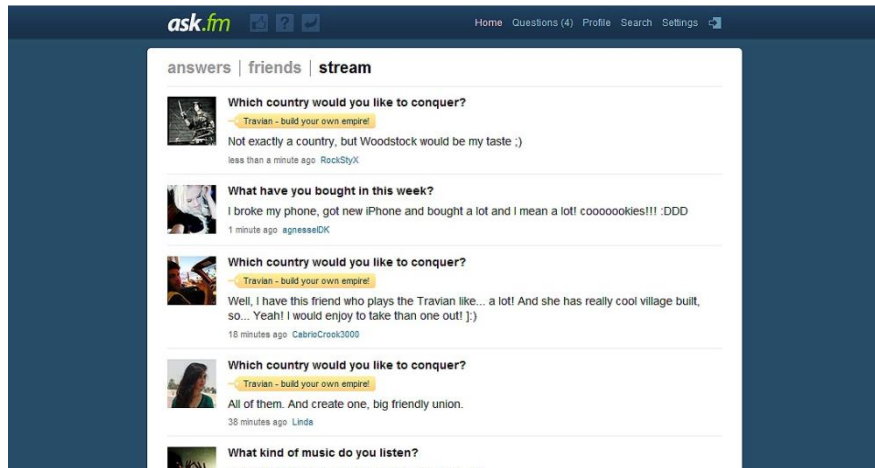 ask.fm
Home Questions (4) Profile Search Settings
answers | friends | stream
Which country would you like to conquer?
Travian - build your own empire!
Not exactly a country, but Woodstock would be my taste ;)
less than a minute ago RockStyX
What have you bought in this week?
I broke my phone, got new iPhone and bought a lot and I mean a lot! cooooookies!!! :DDD
1 minute ago agnesselDK
Which country would you like to conquer?
Travian - build your own empire!
Well, I have this friend who plays the Travian like... a lot! And she has really cool village built,
so... Yeah! I would enjoy to take than one out! ]:)
18 minutes ago CabrioCrook3000
Which country would you like to conquer?
Travian - build your own empire!
All of them. And create one, big friendly union.
38 minutes ago Linda
What kind of music do you listen?